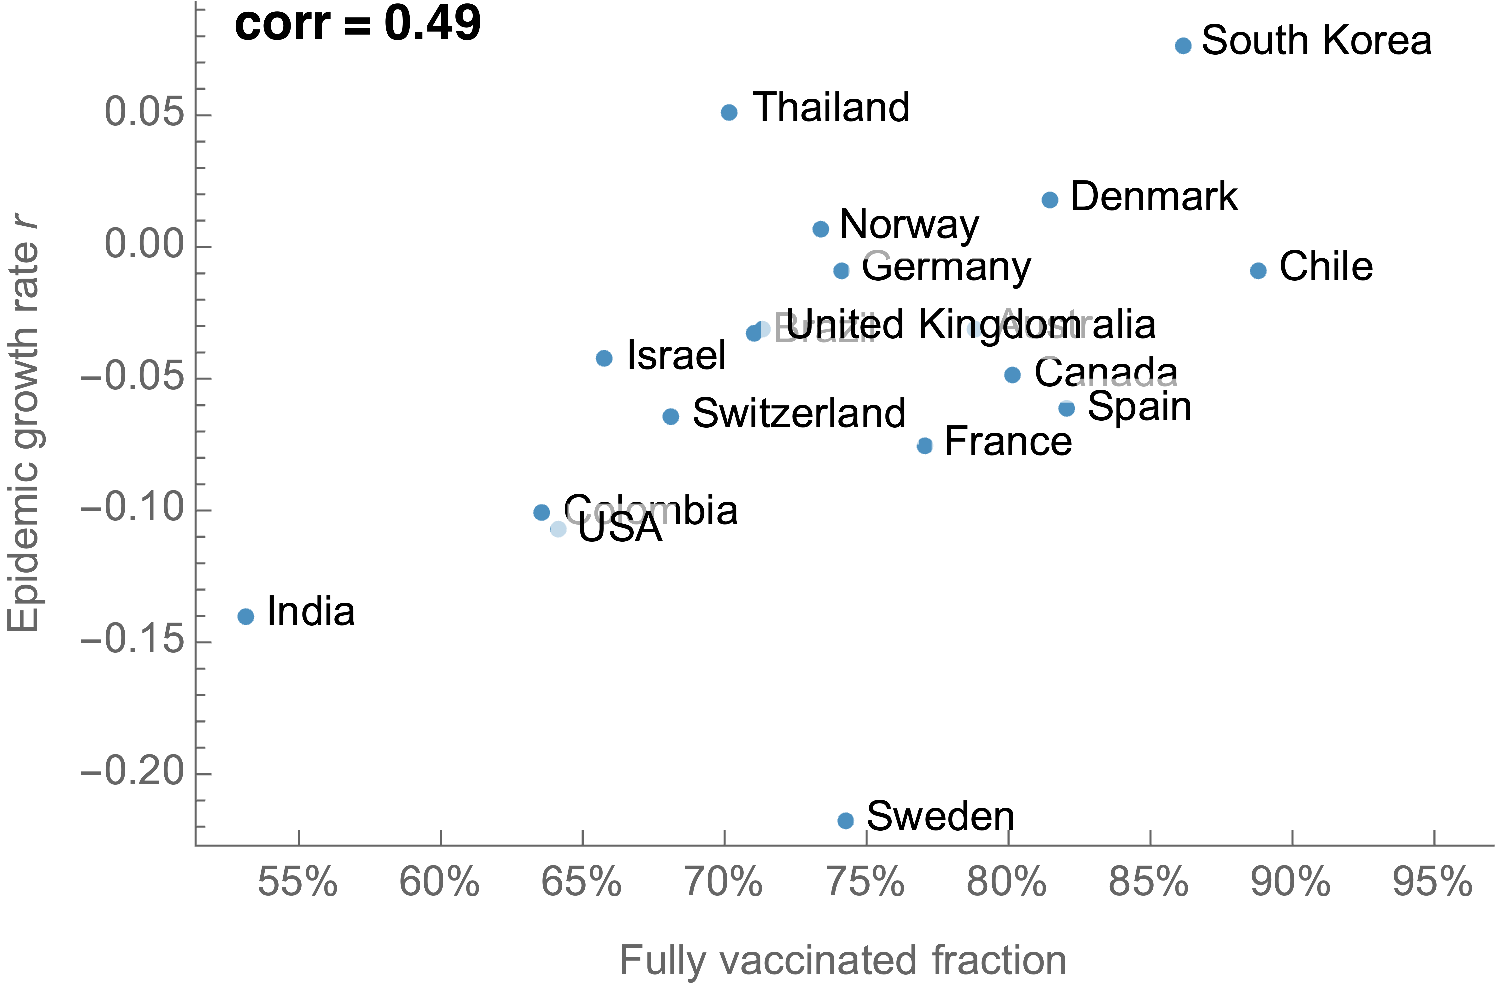 corr = 0.49
South Korea
0.05
Thailand
Denmark
Norway
0.00
Germany
Chile
Brazil
United Kingdom
Australia
Israel
Canada
−0.05
Spain
Switzerland
France
Colombia
−0.10
USA
India
−0.15
−0.20
Sweden
Epidemic growth rate r
55% 60% 65% 70% 75% 80% 85% 90% 95%
Fully vaccinated fraction